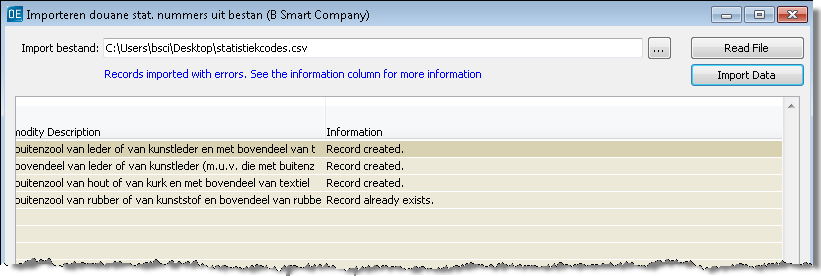 OE Importeren douane stat. nummers uit bestan (B Smart Company)
Import bestand: C:\Users\bsci\Desktop\statistiekcodes.csv ... Read File
Records imported with errors. See the information column for more information Import Data
modity Description Information
buitenzool van leder of van kunstleder en met bovendeel van t Record created.
bovendeel van leder of van kunstleder (m.u.v. die met buitenz Record created.
buitenzool van hout of van kurk en met bovendeel van textiel Record created.
buitenzool van rubber of van kunststof en bovendeel van rubbe Record already exists.